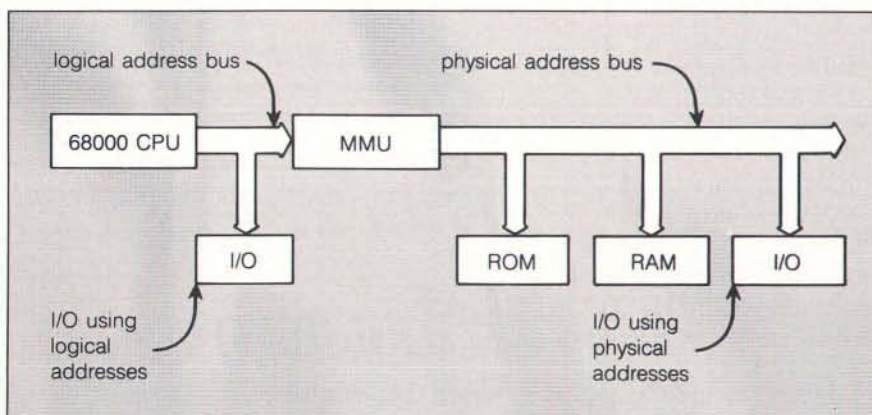 logical address bus
physical address bus
68000 CPU
MMU
I/O
ROM
RAM
I/O
I/O using
logical
addresses
I/O using
physical
addresses